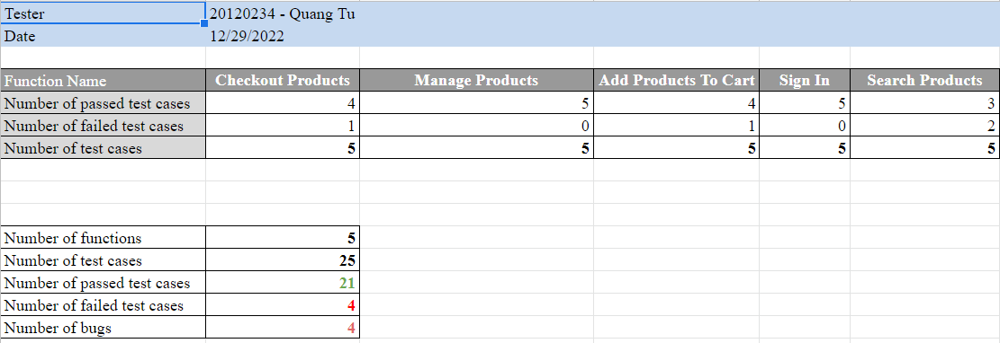 Tester 20120234 - Quang Tu
Date 12/29/2022
Function Name Checkout Products Manage Products Add Products To Cart Sign In Search Products
Number of passed test cases 4 5 4 5 3
Number of failed test cases 1 0 1 0 2
Number of test cases 5 5 5 5 5
Number of functions 5
Number of test cases 25
Number of passed test cases 21
Number of failed test cases 4
Number of bugs 4